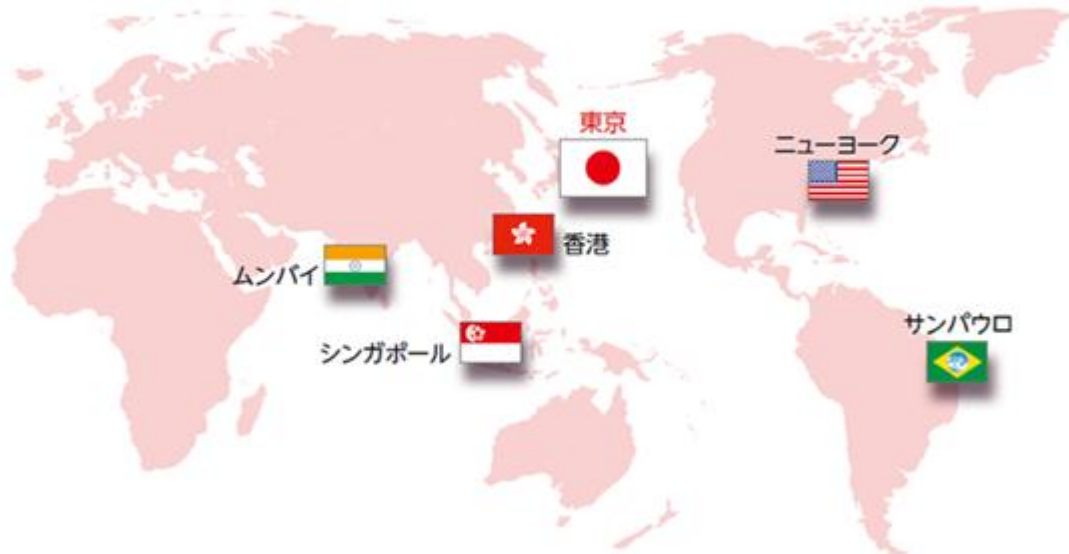 東京
ニューヨーク
香港
ムンバイ
サンパウロ
シンガポール